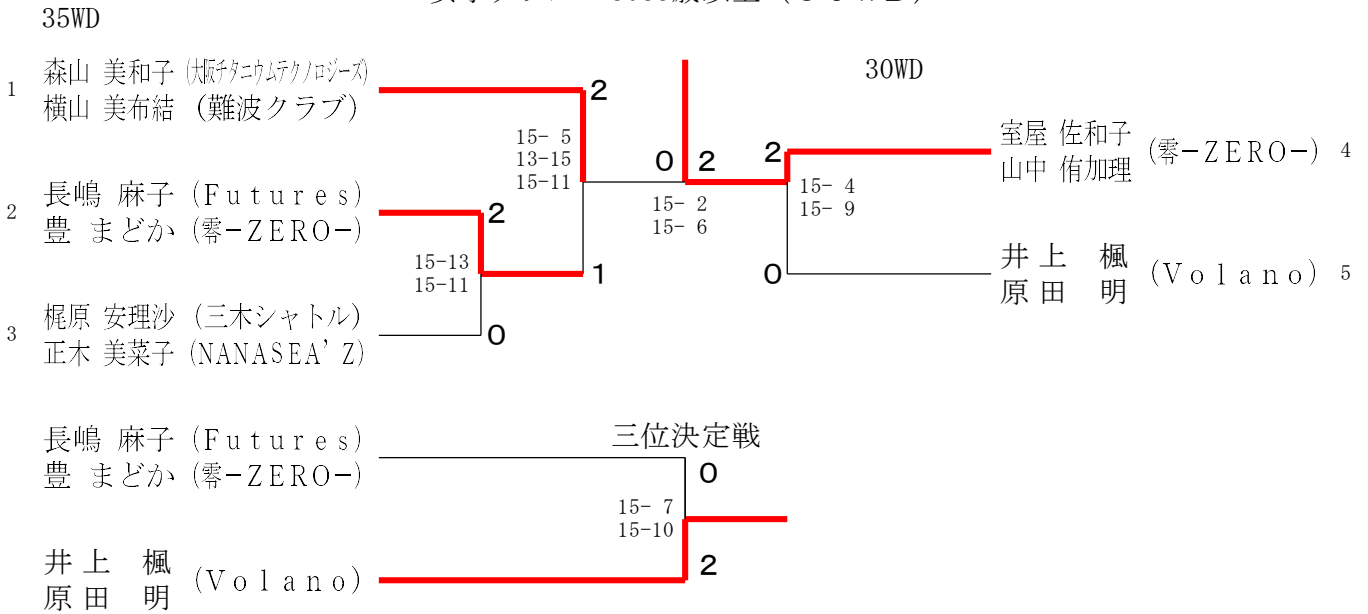 35WD
30WD
1
森山 美和子 (大阪チタニウムテクノロジーズ)
横山 美布結 (難波クラブ)
2
15- 5
13-15
15-11
0 2
2
15- 2
15- 6
15- 4
15- 9
室屋 佐和子
山中 侑加理
(零-ZERO-) 4
2
長嶋 麻子 (Futures)
豊 まどか (零-ZERO-)
2
15-13
15-11
1
0
井上 楓
原田 明
(Volano) 5
3
梶原 安理沙 (三木シャトル)
正木 美菜子 (NANASEA'Z)
0
三位決定戦
長嶋 麻子 (Futures)
豊 まどか (零-ZERO-)
0
15- 7
15-10
井上 楓
原田 明
(Volano)
2